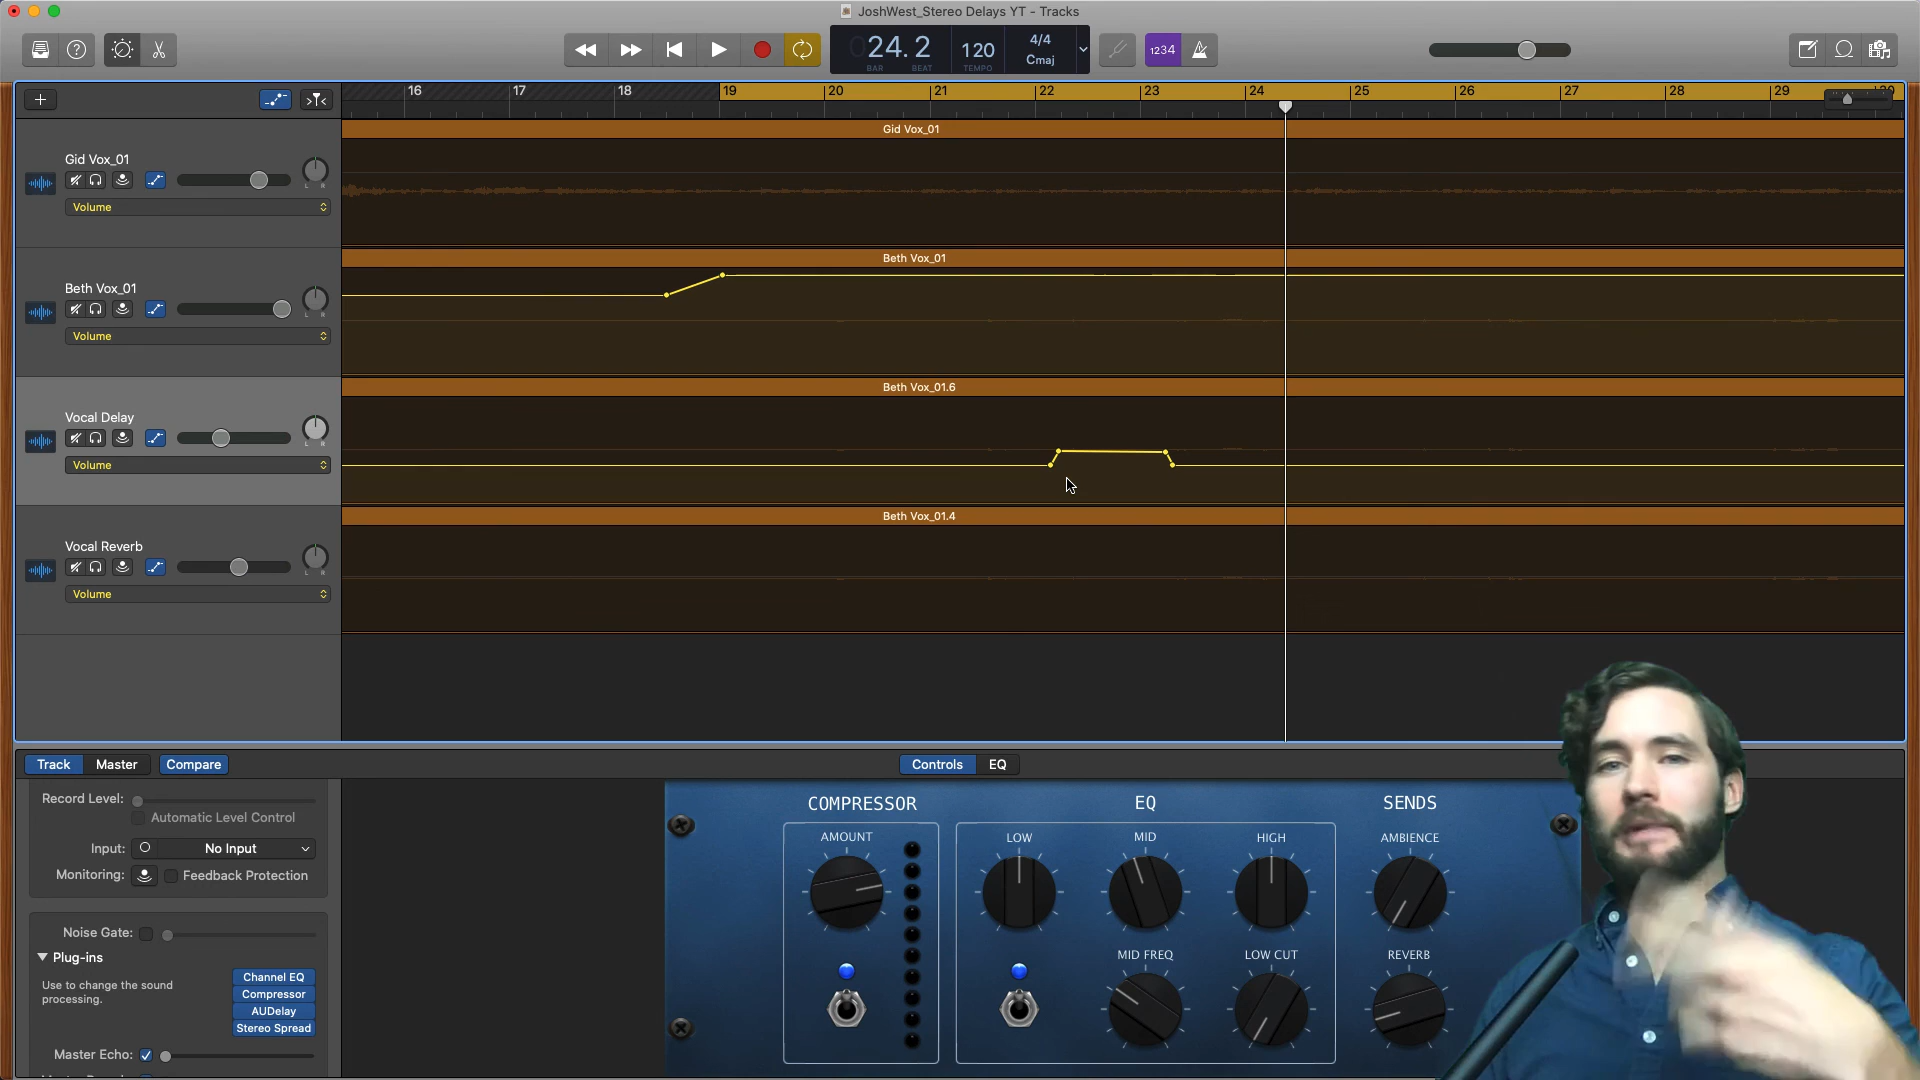 JoshWest_Stereo Delays YT - Tracks
24. 2
BAR
BEAT
120
TEMPO
4/4
Cmaj
1234
16
17
18
19
20
21
22
23
24
25
26
27
28
29
30
Gid Vox_01
Gid Vox_01
L R
Volume
Beth Vox_01
Beth Vox_01
L R
Volume
Beth Vox_01.6
Vocal Delay
L R
Volume
Beth Vox_01.4
Vocal Reverb
L R
Volume
Track
Master
Compare
Controls
EQ
Record Level:
Automatic Level Control
Input:
No Input
Monitoring:
Feedback Protection
Noise Gate:
Plug-ins
Use to change the sound
processing.
Channel EQ
Compressor
AUDelay
Stereo Spread
Master Echo:
COMPRESSOR
AMOUNT
EQ
LOW
MID
HIGH
MID FREQ
LOW CUT
SENDS
AMBIENCE
REVERB